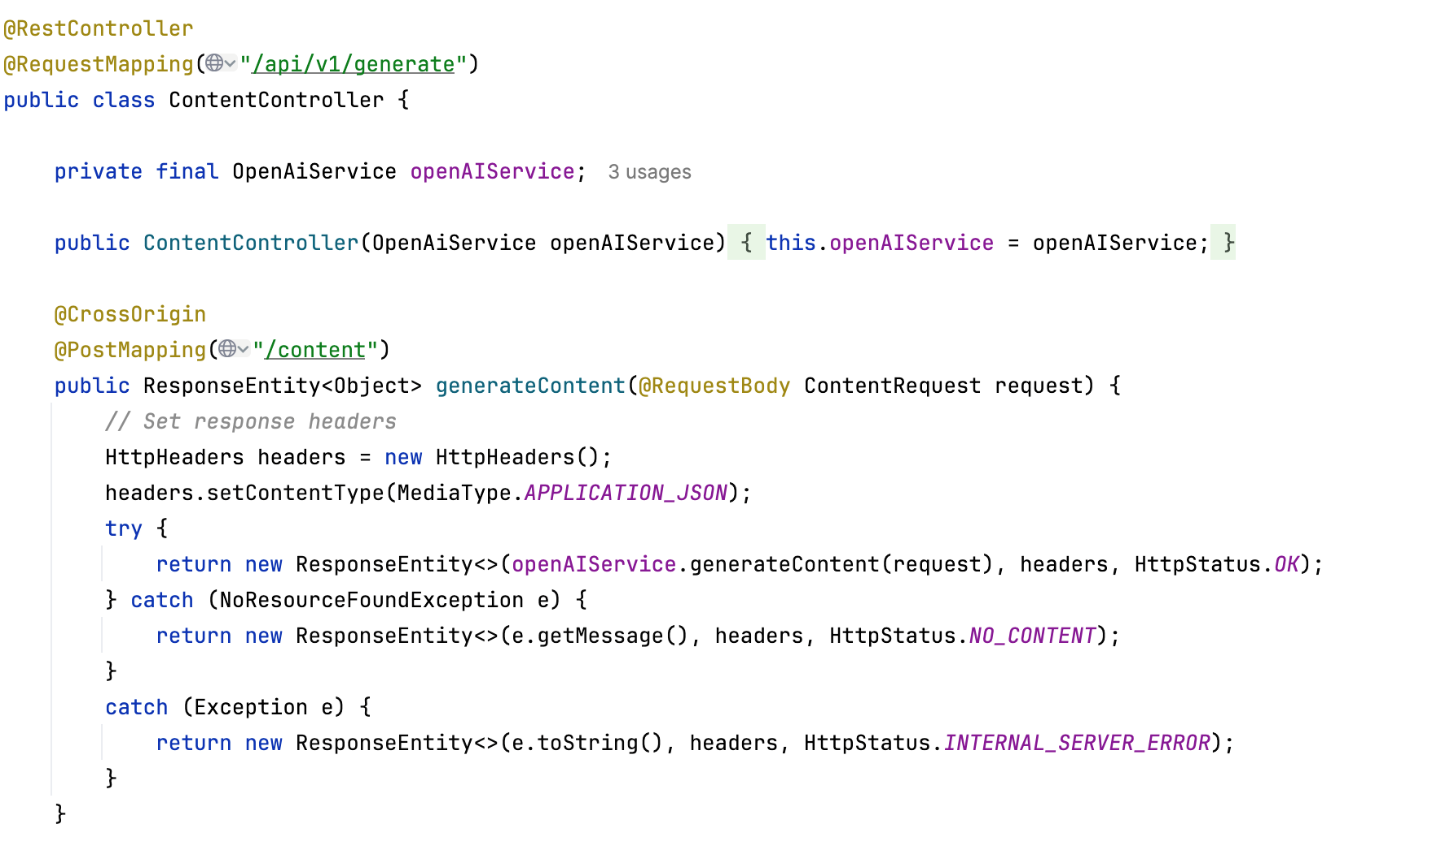 @RestController
@RequestMapping("/api/v1/generate")
public class ContentController {
private final OpenAiService openAIService; 3 usages
public ContentController(OpenAiService openAIService) { this.openAIService = openAIService; }
@CrossOrigin
@PostMapping("/content")
public ResponseEntity<Object> generateContent(@RequestBody ContentRequest request) {
// Set response headers
HttpHeaders headers = new HttpHeaders();
headers.setContentType(MediaType.APPLICATION_JSON);
try {
return new ResponseEntity<>(openAIService.generateContent(request), headers, HttpStatus.OK);
} catch (NoResourceFoundException e) {
return new ResponseEntity<>(e.getMessage(), headers, HttpStatus.NO_CONTENT);
}
catch (Exception e) {
return new ResponseEntity<>(e.toString(), headers, HttpStatus.INTERNAL_SERVER_ERROR);
}
}